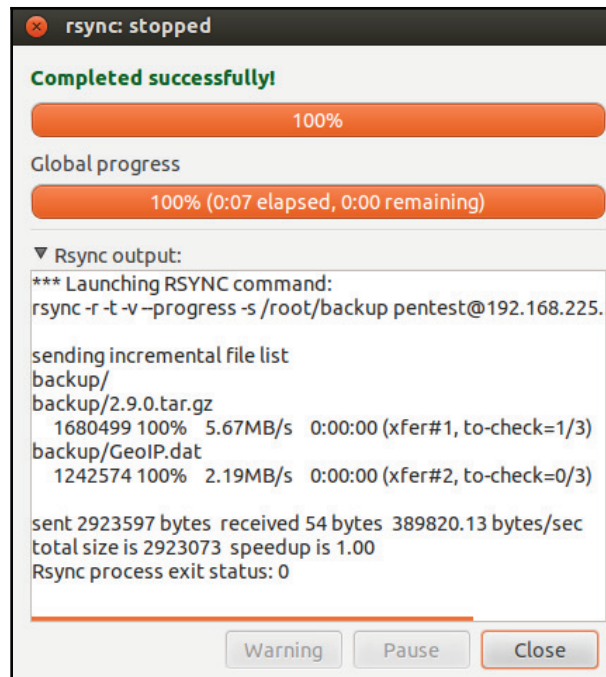 rsync: stopped
Completed successfully!
100%
Global progress
100% (0:07 elapsed, 0:00 remaining)
Rsync output:
*** Launching RSYNC command:
rsync -r -t -v --progress -s /root/backup pentest@192.168.225.
sending incremental file list
backup/
backup/2.9.0.tar.gz
1680499 100% 5.67MB/s 0:00:00 (xfer#1, to-check=1/3)
backup/GeoIP.dat
1242574 100% 2.19MB/s 0:00:00 (xfer#2, to-check=0/3)
sent 2923597 bytes received 54 bytes 389820.13 bytes/sec
total size is 2923073 speedup is 1.00
Rsync process exit status: 0
Warning Pause Close